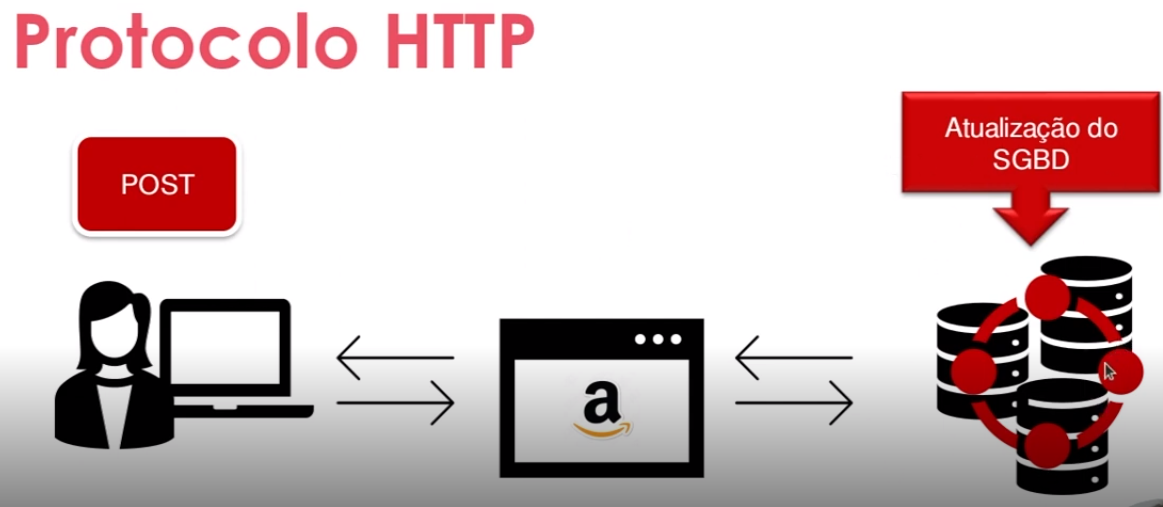 Protocolo HTTP
POST
Atualização do
SGBD
a